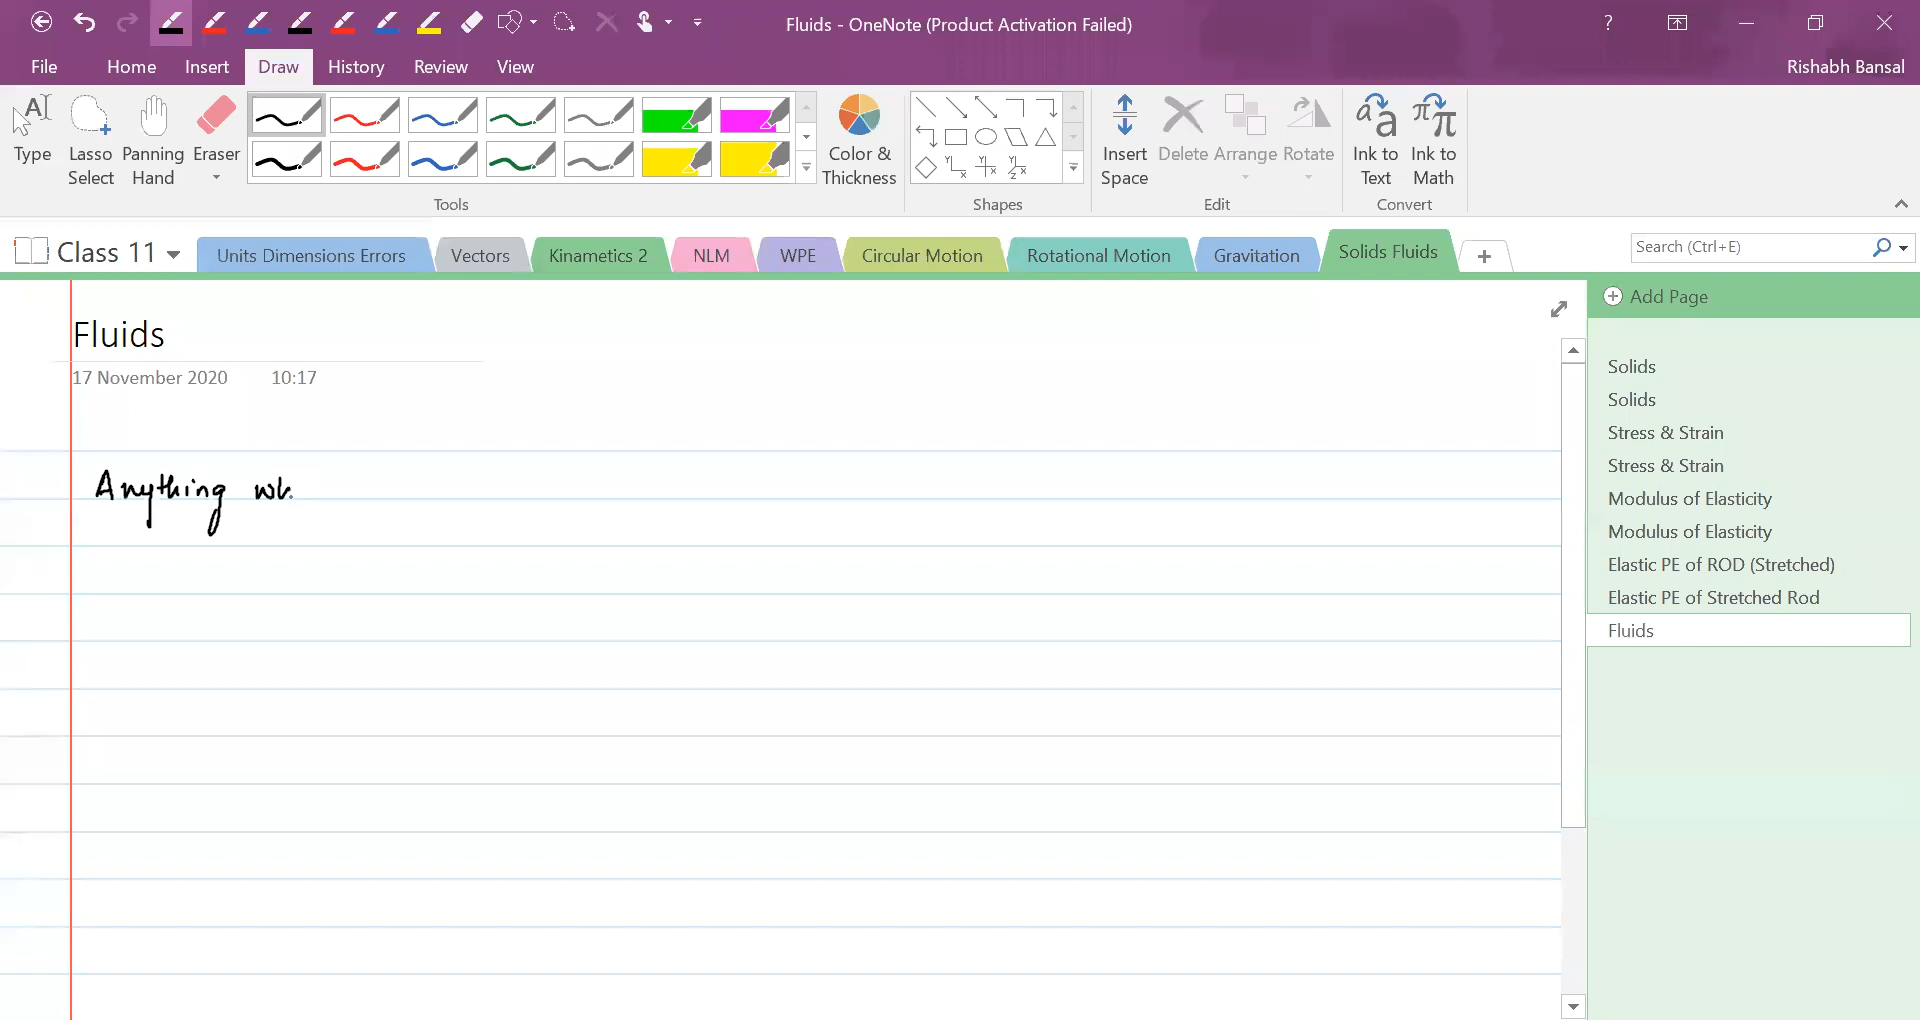 Fluids - OneNote (Product Activation Failed)
?
File Home Insert Draw History Review View
Rishabh Bansal
Type
Lasso Select
Panning Hand
Eraser
Color & Thickness
Insert Space
Delete
Arrange
Rotate
Ink to Text
Ink to Math
Tools
Shapes
Edit
Convert
Class 11
Units Dimensions Errors
Vectors
Kinametics 2
NLM
WPE
Circular Motion
Rotational Motion
Gravitation
Solids Fluids
Search (Ctrl+E)
Fluids
17 November 2020 10:17
Anything
Add Page
Solids
Solids
Stress & Strain
Stress & Strain
Modulus of Elasticity
Modulus of Elasticity
Elastic PE of ROD (Stretched)
Elastic PE of Stretched Rod
Fluids